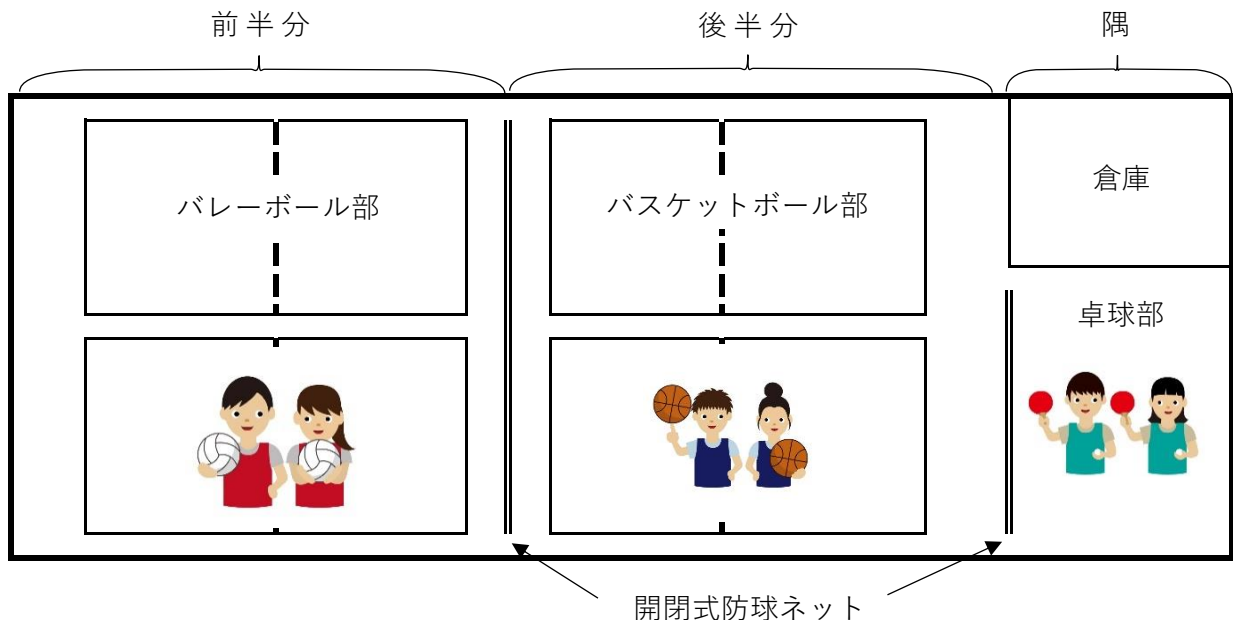 前半分
後半分
隅
バレーボール部
バスケットボール部
倉庫
卓球部
開閉式防球ネット